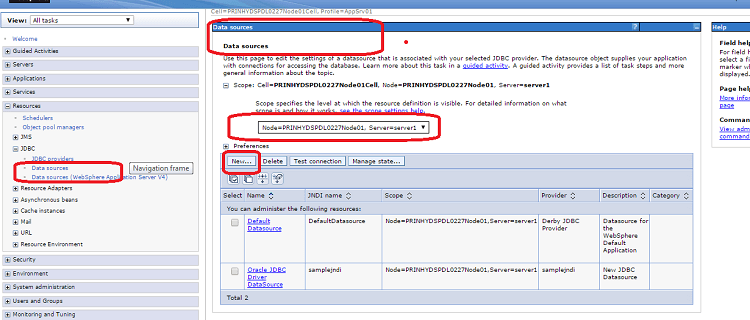 Cell=PRINHYDSPDL0227Node01Cell, Profile=AppSrv01
View: All tasks
Welcome
Guided Activities
Servers
Applications
Services
Resources
Schedulers
Object pool managers
JMS
JDBC
JDBC providers
Data sources
Data sources (WebSphere Application Server V4)
Navigation frame
Resource Adapters
Asynchronous beans
Cache instances
Mail
URL
Resource Environment
Security
Environment
System administration
Users and Groups
Monitoring and Tuning
Data sources
?
Data sources
Use this page to edit the settings of a datasource that is associated with your selected JDBC provider. The datasource object supplies your application
with connections for accessing the database. Learn more about this task in a guided activity. A guided activity provides a list of task steps and more
general information about the topic.
Scope: Cell=PRINHYDSPDL0227Node01Cell, Node=PRINHYDSPDL0227Node01, Server=server1
Scope specifies the level at which the resource definition is visible. For detailed information on what
scope is and how it works, see the scope settings help.
Node=PRINHYDSPDL0227Node01, Server=server1
Preferences
New... Delete Test connection Manage state...
Select Name JNDI name Scope Provider Description Category
You can administer the following resources:
Default Datasource DefaultDatasource Node=PRINHYDSPDL0227Node01,Server=server1 Derby JDBC Provider Datasource for the WebSphere Default Application
Oracle JDBC Driver DataSource samplejndi Node=PRINHYDSPDL0227Node01,Server=server1 samplejndi New JDBC Datasource
Total 2
Help
Field help
For field h
select a fie
marker wh
displayed.
Page help
More infor
page
Comman
View admi
command